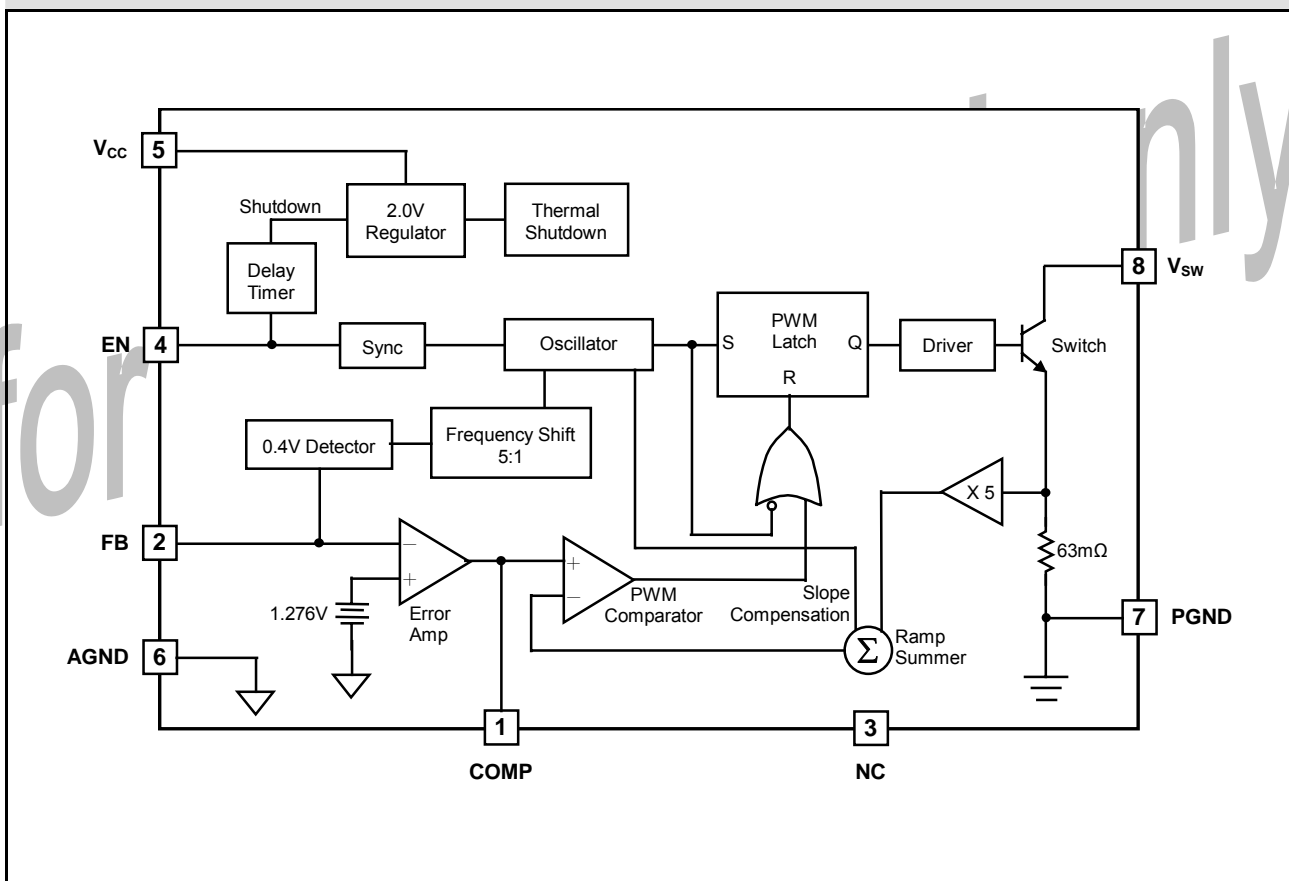 VCC
5
Shutdown
2.0V
Regulator
Thermal
Shutdown
Delay
Timer
8
VSW
EN
4
Sync
Oscillator
S
PWM
Latch
Q
R
Driver
Switch
0.4V Detector
Frequency Shift
5:1
X 5
FB
2
−
+
Error
Amp
1.276V
+
−
PWM
Comparator
Slope
Compensation
Σ
Ramp
Summer
63mΩ
7
PGND
AGND
6
1
COMP
3
NC
for
nly